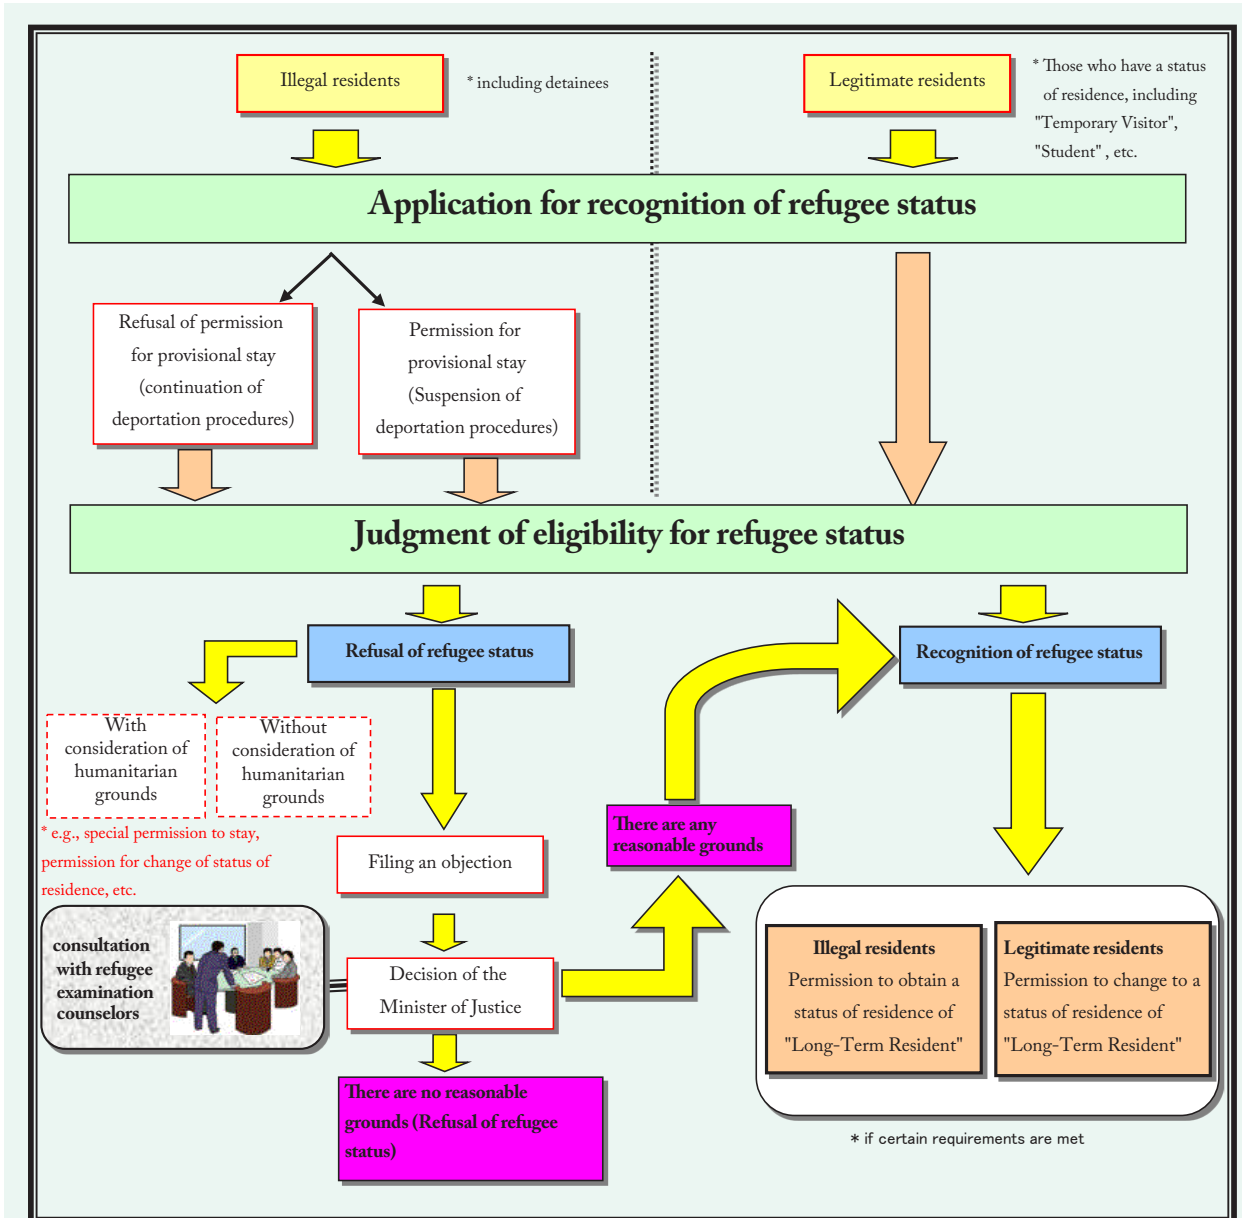 Illegal residents
* including detainees
Legitimate residents
* Those who have a status
of residence, including
"Temporary Visitor",
"Student" , etc.
Application for recognition of refugee status
Refusal of permission
for provisional stay
(continuation of
deportation procedures)
Permission for
provisional stay
(Suspension of
deportation procedures)
Judgment of eligibility for refugee status
Refusal of refugee status
Recognition of refugee status
With
consideration of
humanitarian
grounds
Without
consideration of
humanitarian
grounds
* e.g., special permission to stay,
permission for change of status of
residence, etc.
Filing an objection
There are any
reasonable grounds
consultation
with refugee
examination
counselors
Decision of the
Minister of Justice
There are no reasonable
grounds (Refusal of refugee
status)
Illegal residents
Permission to obtain a
status of residence of
"Long-Term Resident"
Legitimate residents
Permission to change to a
status of residence of
"Long-Term Resident"
* if certain requirements are met